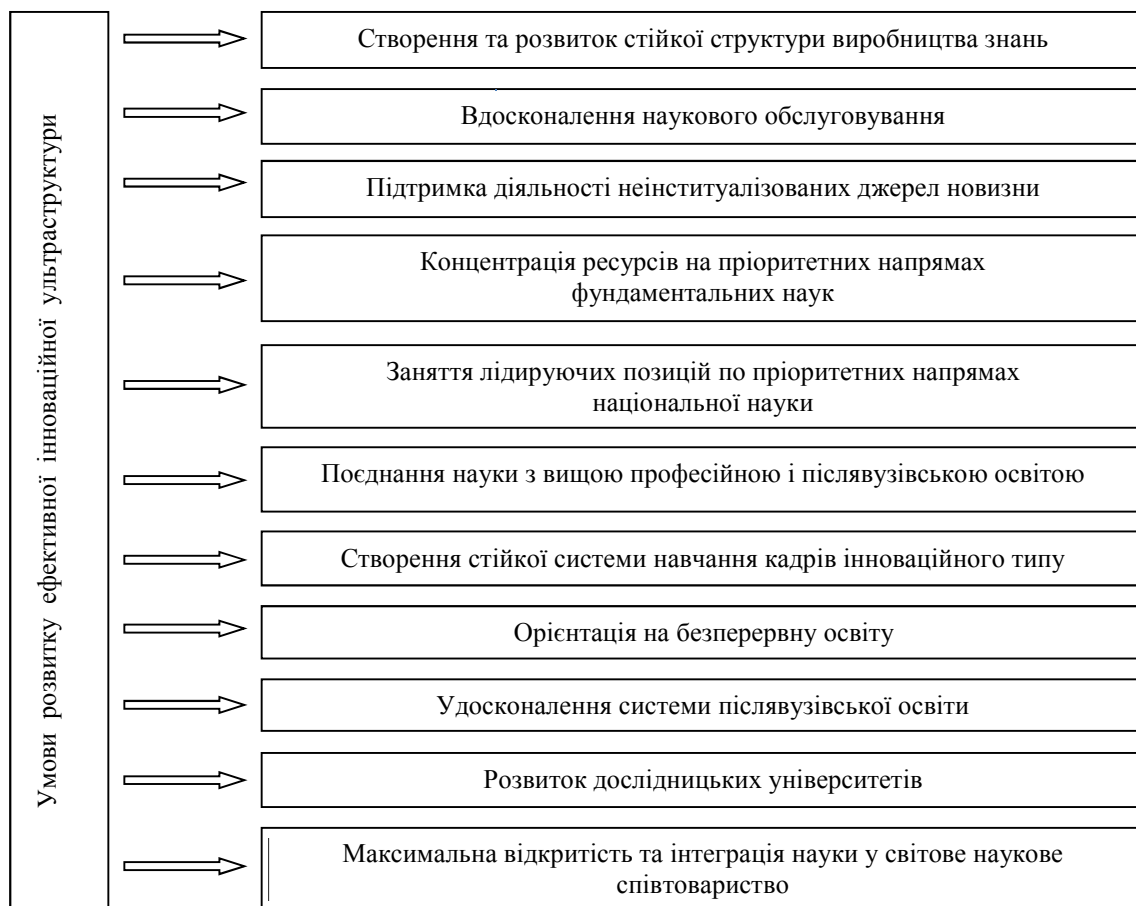 Умови розвитку ефективної інноваційної ультраструктури
Створення та розвиток стійкої структури виробництва знань
Вдосконалення наукового обслуговування
Підтримка діяльності неінституалізованих джерел новизни
Концентрація ресурсів на пріоритетних напрямах
фундаментальних наук
Заняття лідируючих позицій по пріоритетних напрямах
національної науки
Поєднання науки з вищою професійною і післявузівською освітою
Створення стійкої системи навчання кадрів інноваційного типу
Орієнтація на безперервну освіту
Удосконалення системи післявузівської освіти
Розвиток дослідницьких університетів
Максимальна відкритість та інтеграція науки у світове наукове
співтовариство